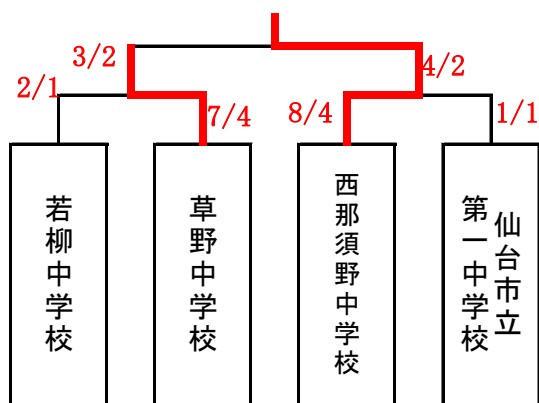 3/2
4/2
2/1
7/4
8/4
1/1
若柳中学校
草野中学校
西那須野中学校
仙台市立
第一中学校